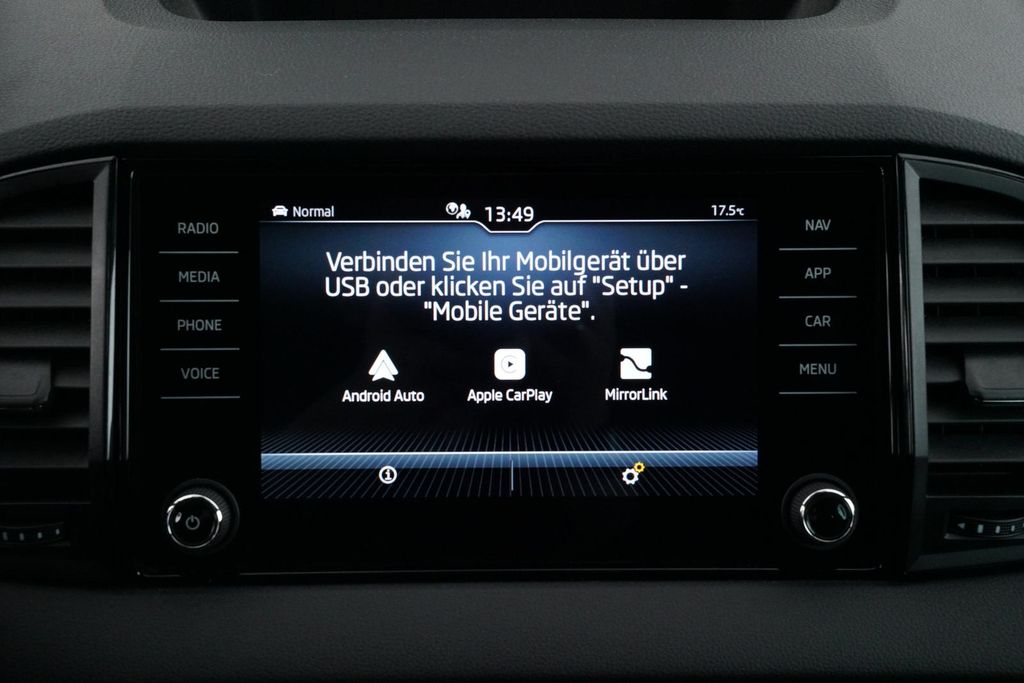 Normal 13:49 17.5°C
RADIO
MEDIA
PHONE
VOICE
Verbinden Sie Ihr Mobilgerät über
USB oder klicken Sie auf "Setup" -
"Mobile Geräte".
Android Auto Apple CarPlay MirrorLink
NAV
APP
CAR
MENU